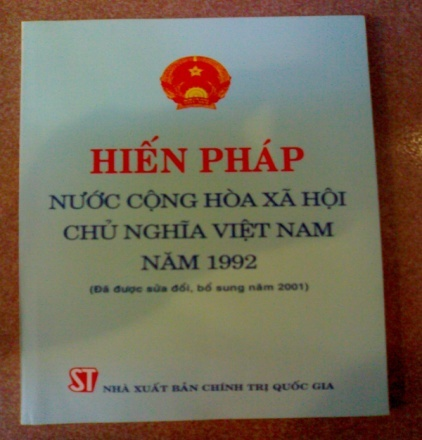 HIẾN PHÁP
NƯỚC CỘNG HÒA XÃ HỘI
CHỦ NGHĨA VIỆT NAM
NĂM 1992
(Đã được sửa đổi, bổ sung năm 2001)
ST NHÀ XUẤT BẢN CHÍNH TRỊ QUỐC GIA